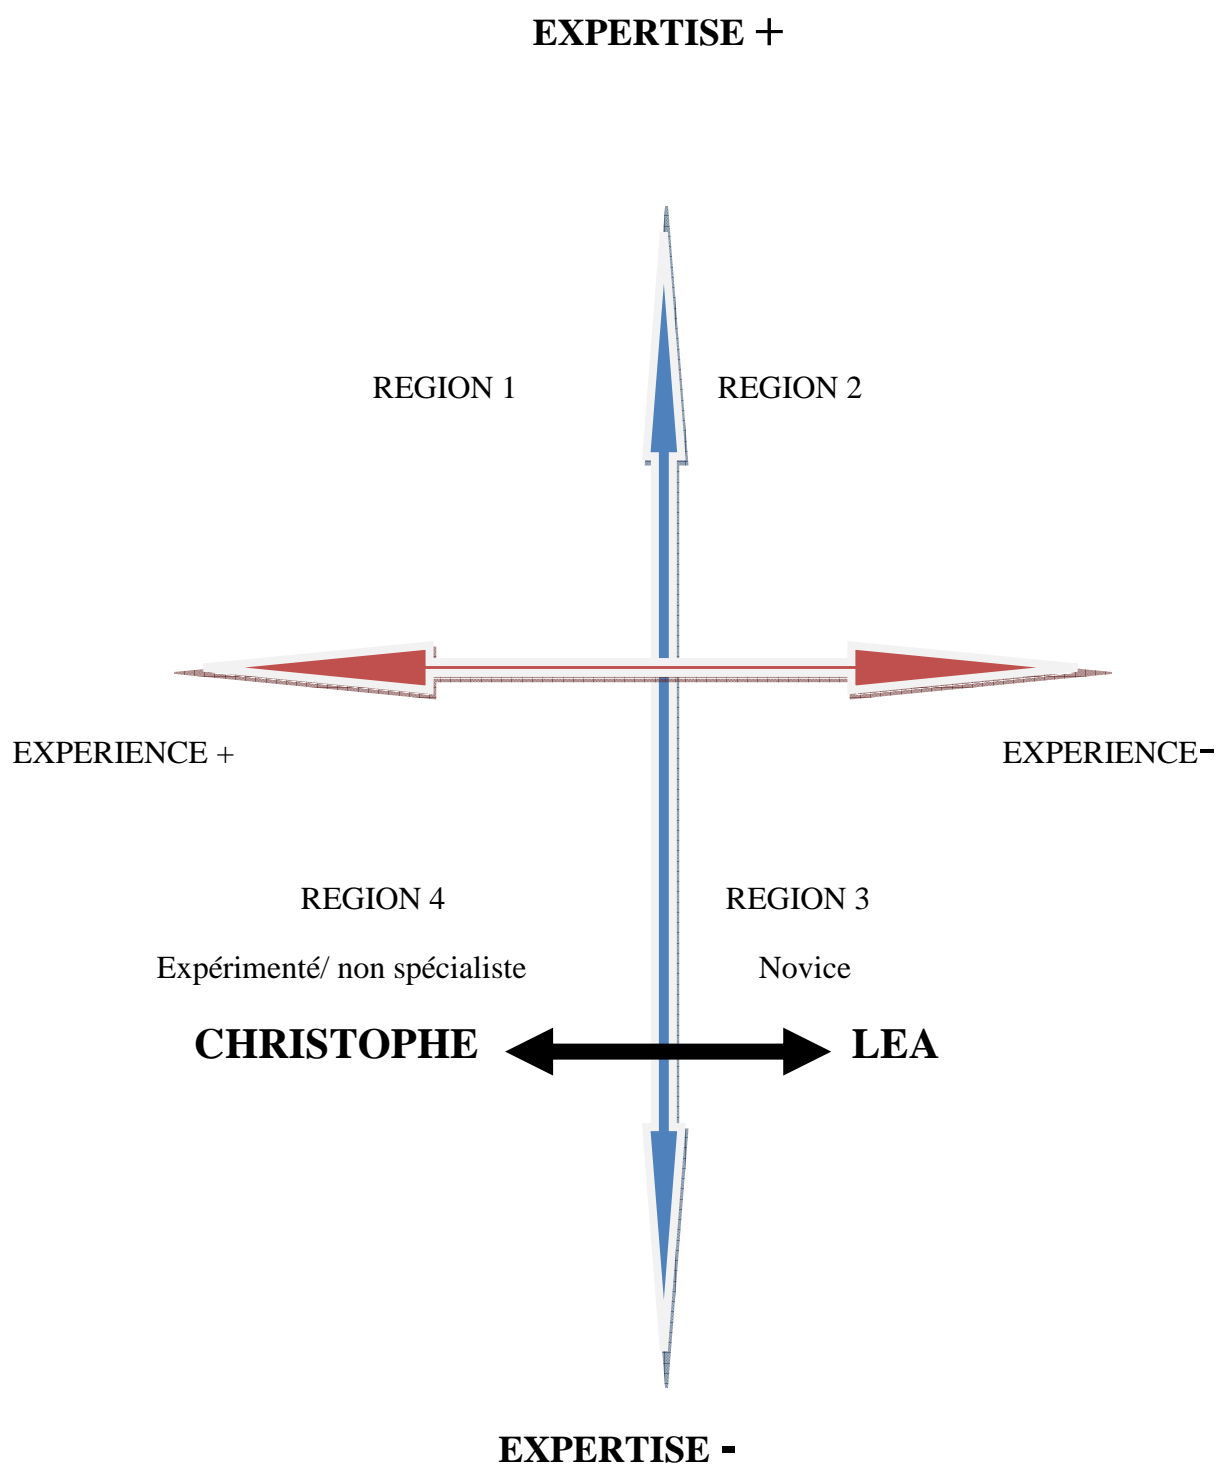 EXPERTISE +
REGION 1
REGION 2
EXPERIENCE +
EXPERIENCE-
REGION 4
REGION 3
Expérimenté/ non spécialiste
Novice
CHRISTOPHE
LEA
EXPERTISE -